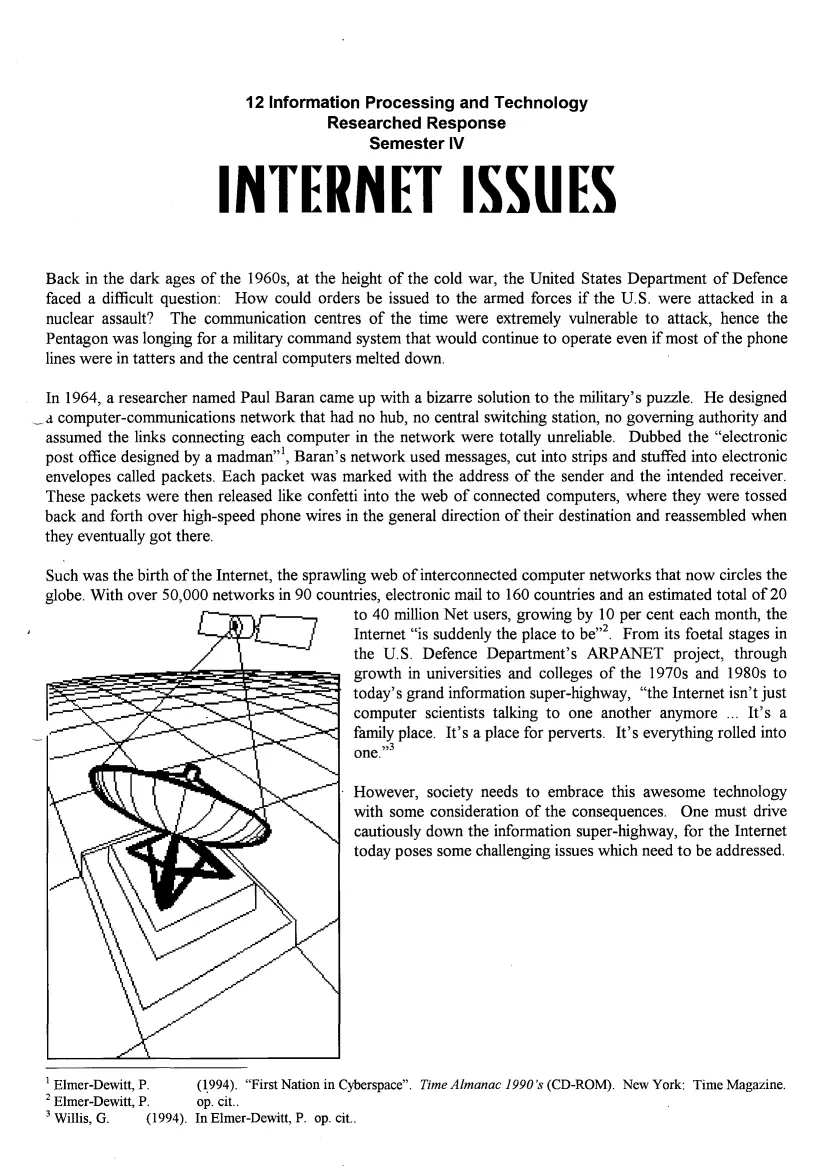 12 Information Processing and Technology
Researched Response
Semester IV
INTERNET ISSUES
Back in the dark ages of the 1960s, at the height of the cold war, the United States Department of Defence
faced a difficult question: How could orders be issued to the armed forces if the U.S. were attacked in a
nuclear assault? The communication centres of the time were extremely vulnerable to attack, hence the
Pentagon was longing for a military command system that would continue to operate even if most of the phone
lines were in tatters and the central computers melted down.
In 1964, a researcher named Paul Baran came up with a bizarre solution to the military's puzzle. He designed
a computer-communications network that had no hub, no central switching station, no governing authority and
assumed the links connecting each computer in the network were totally unreliable. Dubbed the "electronic
post office designed by a madman"¹, Baran's network used messages, cut into strips and stuffed into electronic
envelopes called packets. Each packet was marked with the address of the sender and the intended receiver.
These packets were then released like confetti into the web of connected computers, where they were tossed
back and forth over high-speed phone wires in the general direction of their destination and reassembled when
they eventually got there.
Such was the birth of the Internet, the sprawling web of interconnected computer networks that now circles the
globe. With over 50,000 networks in 90 countries, electronic mail to 160 countries and an estimated total of 20
to 40 million Net users, growing by 10 per cent each month, the
Internet "is suddenly the place to be"². From its foetal stages in
the U.S. Defence Department's ARPANET project, through
growth in universities and colleges of the 1970s and 1980s to
today's grand information super-highway, "the Internet isn't just
computer scientists talking to one another anymore ... It's a
family place. It's a place for perverts. It's everything rolled into
one."³
However, society needs to embrace this awesome technology
with some consideration of the consequences. One must drive
cautiously down the information super-highway, for the Internet
today poses some challenging issues which need to be addressed.
¹ Elmer-Dewitt, P. (1994). "First Nation in Cyberspace". Time Almanac 1990's (CD-ROM). New York: Time Magazine.
² Elmer-Dewitt, P. op. cit..
³ Willis, G. (1994). In Elmer-Dewitt, P. op. cit..